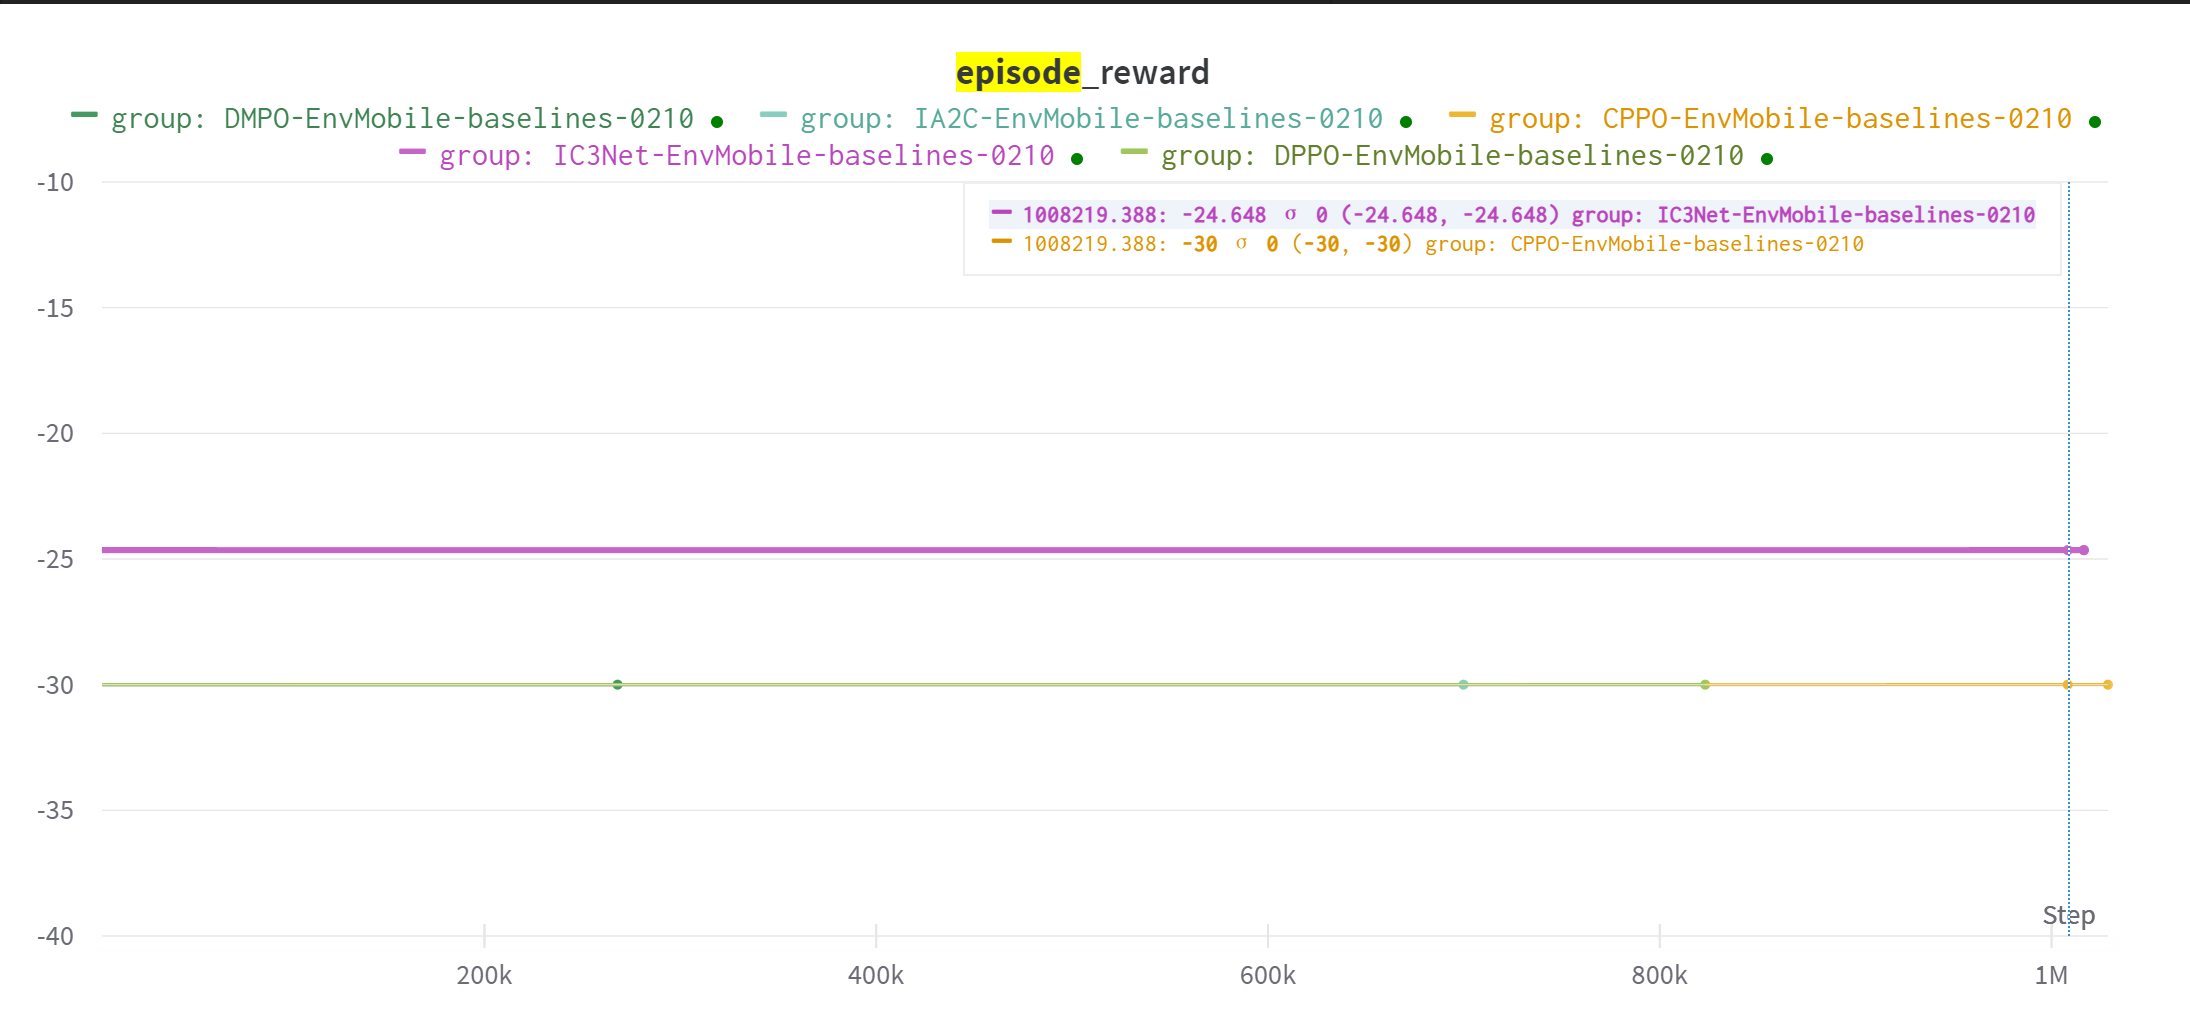 episode_reward
group: DMPO-EnvMobile-baselines-0210 group: IA2C-EnvMobile-baselines-0210 group: CPPO-EnvMobile-baselines-0210
group: IC3Net-EnvMobile-baselines-0210 group: DPPO-EnvMobile-baselines-0210
-10
1008219.388: -24.648 σ 0 (-24.648, -24.648) group: IC3Net-EnvMobile-baselines-0210
1008219.388: -30 σ 0 (-30, -30) group: CPPO-EnvMobile-baselines-0210
-15
-20
-25
-30
-35
Step
-40
200k 400k 600k 800k 1M